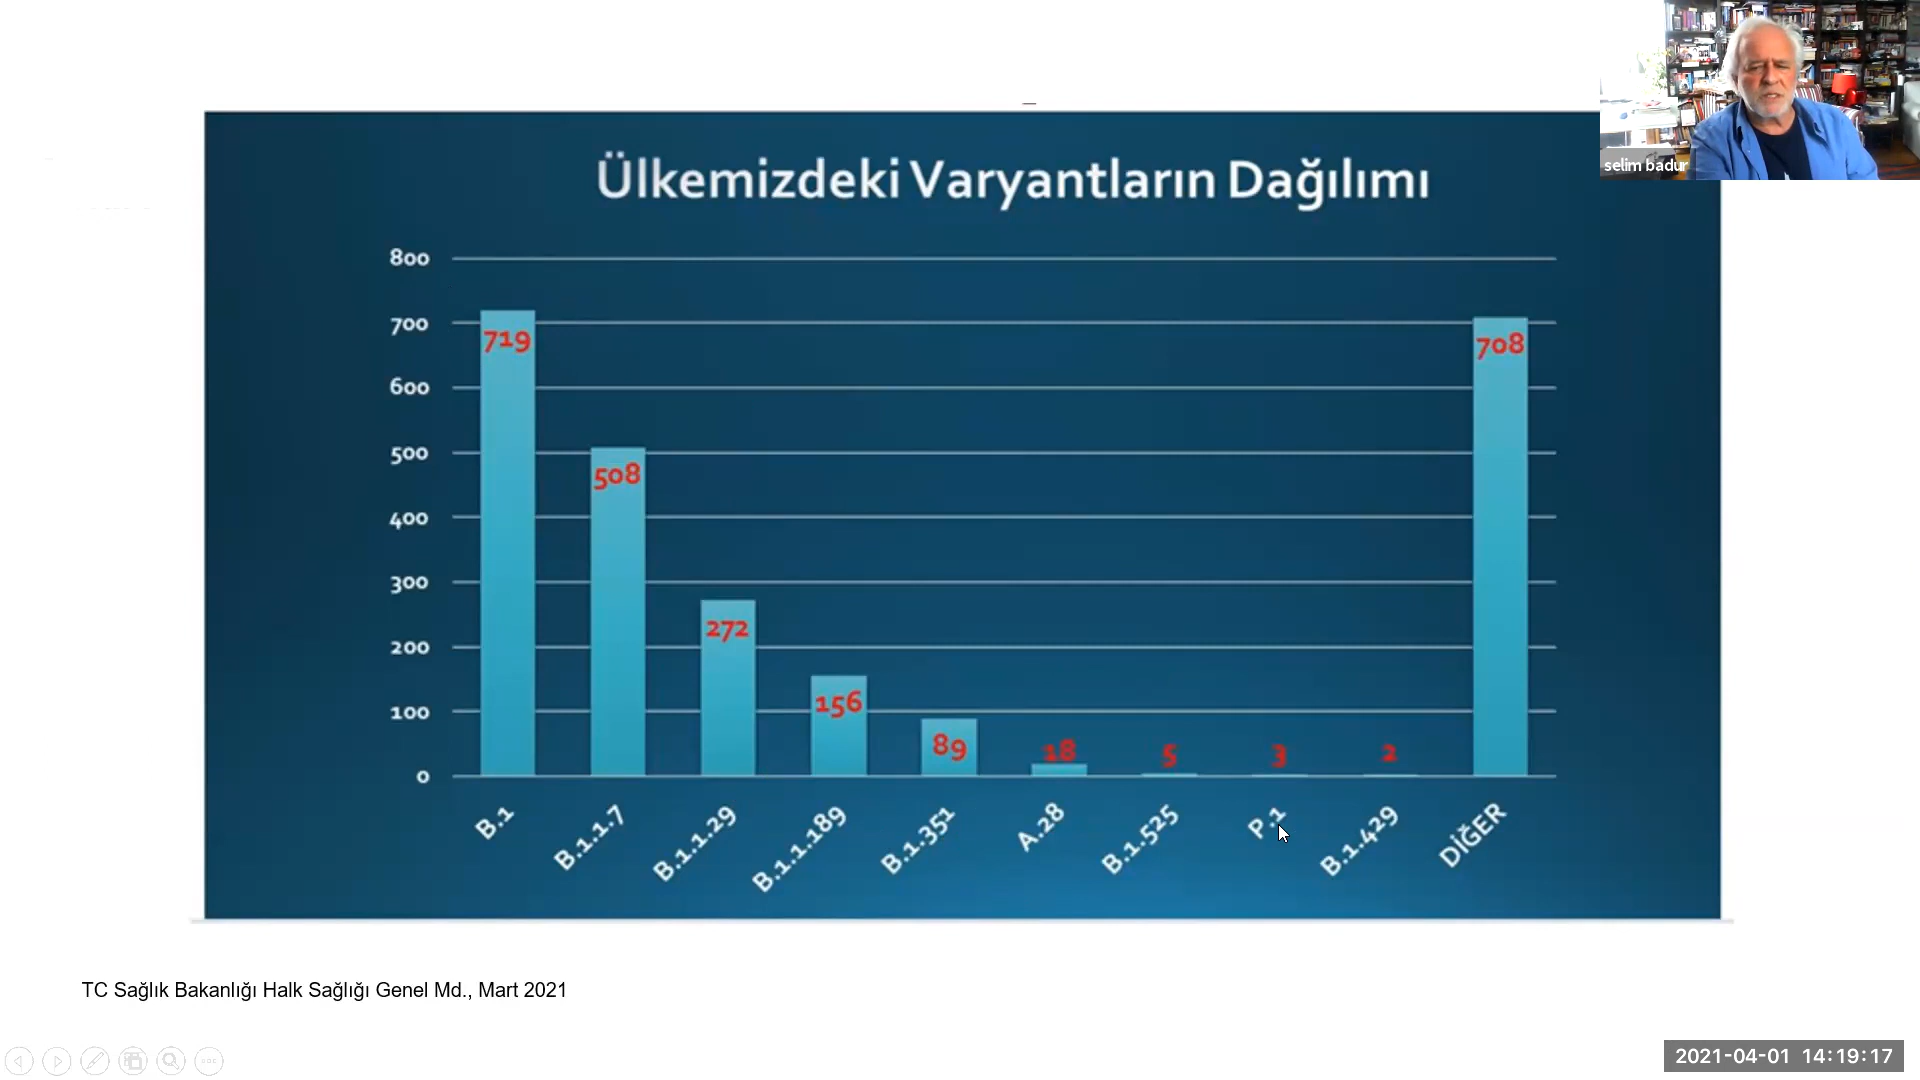 selim badur
Ülkemizdeki Varyantların Dağılımı
800
700
600
500
400
300
200
100
0
719
508
272
156
89
18
5
3
2
708
B.1
B.1.1.7
B.1.1.29
B.1.1.189
B.1.351
A.28
B.1.525
P.1
B.1.429
DİĞER
TC Sağlık Bakanlığı Halk Sağlığı Genel Md., Mart 2021
2021-04-01 14:19:17